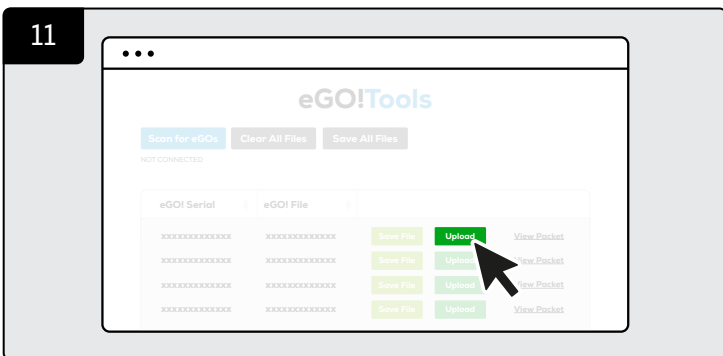 11
eGO!Tools
Scan for eGOs Clear All Files Save All Files
NOT CONNECTED
eGO! Serial eGO! File
xxxxxxxxxxxxx xxxxxxxxxxxxx Save File Upload View Pocket
xxxxxxxxxxxxx xxxxxxxxxxxxx Save File Upload View Pocket
xxxxxxxxxxxxx xxxxxxxxxxxxx Save File Upload View Pocket
xxxxxxxxxxxxx xxxxxxxxxxxxx Save File Upload View Pocket